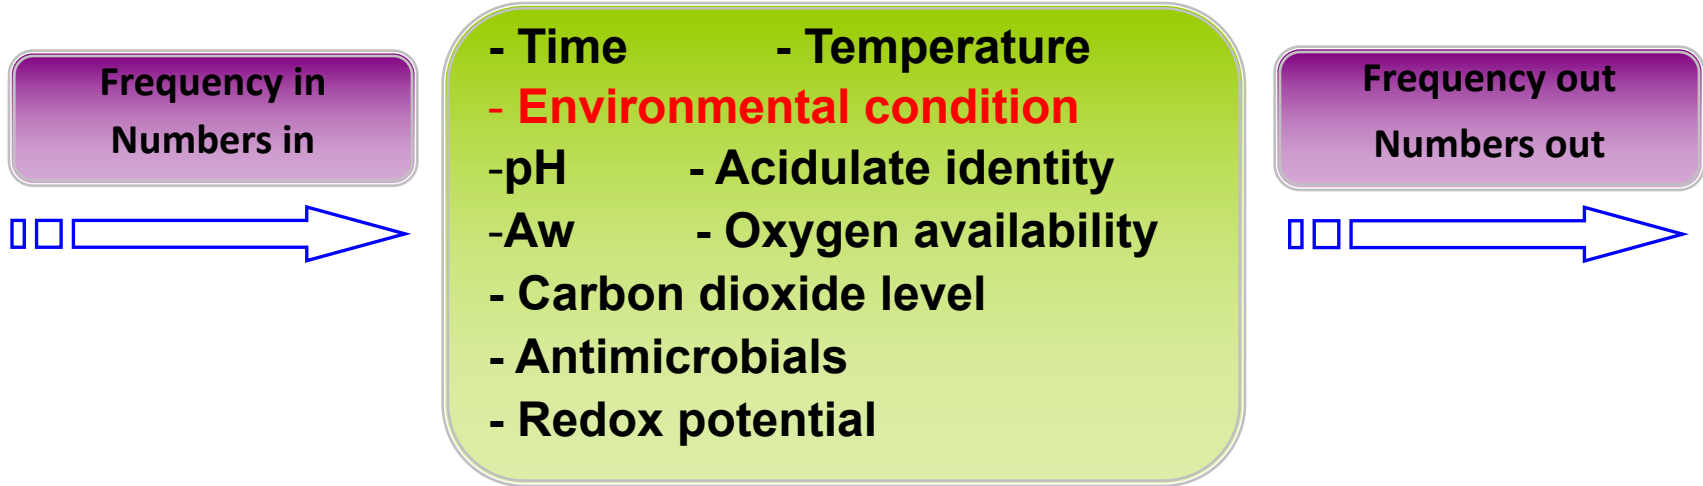 Frequency in
Numbers in
- Time - Temperature
- Environmental condition
-pH - Acidulate identity
-Aw - Oxygen availability
- Carbon dioxide level
- Antimicrobials
- Redox potential
Frequency out
Numbers out